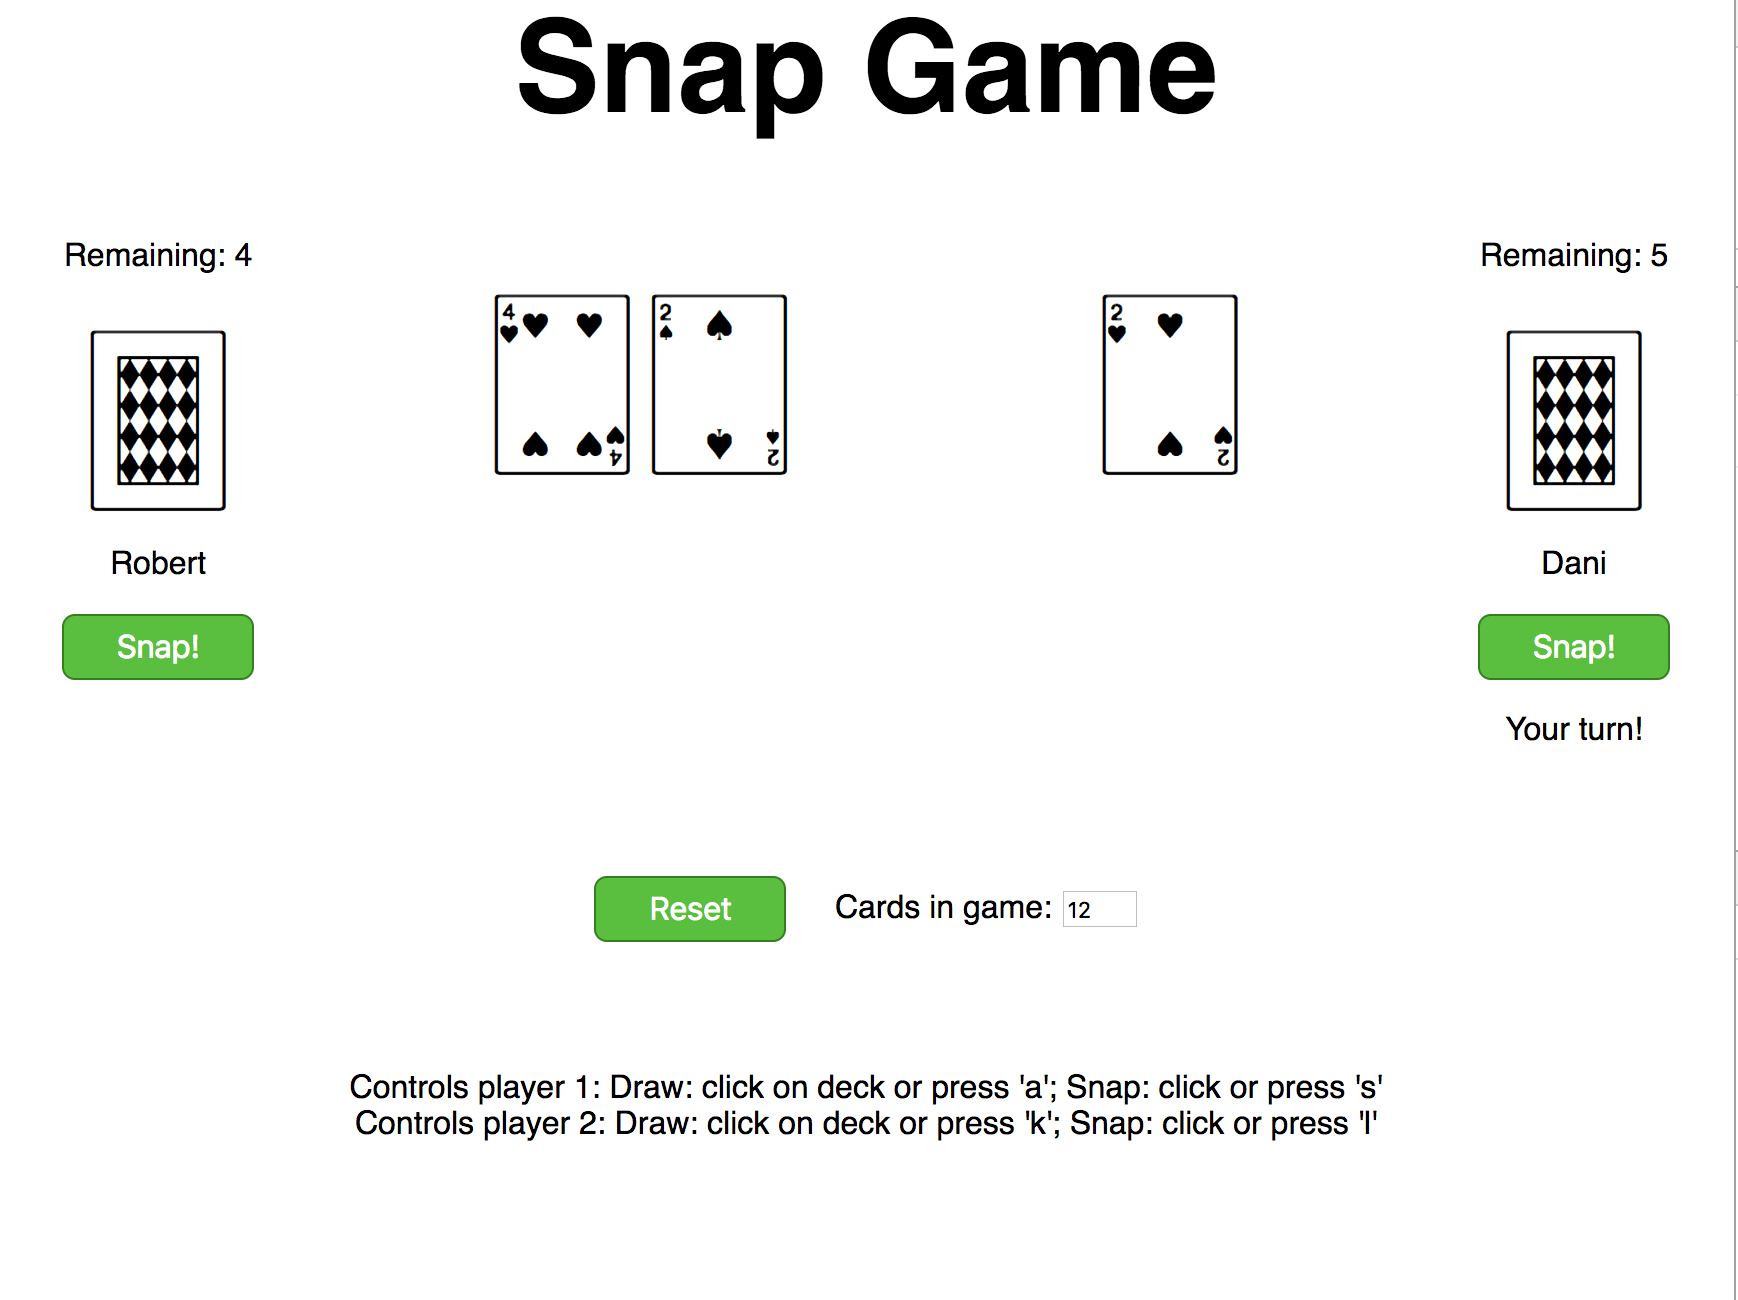 Snap Game
Remaining: 4
Remaining: 5
4
4
2
2
2
2
Robert
Dani
Snap!
Snap!
Your turn!
Reset
Cards in game: 12
Controls player 1: Draw: click on deck or press 'a'; Snap: click or press 's'
Controls player 2: Draw: click on deck or press 'k'; Snap: click or press 'l'